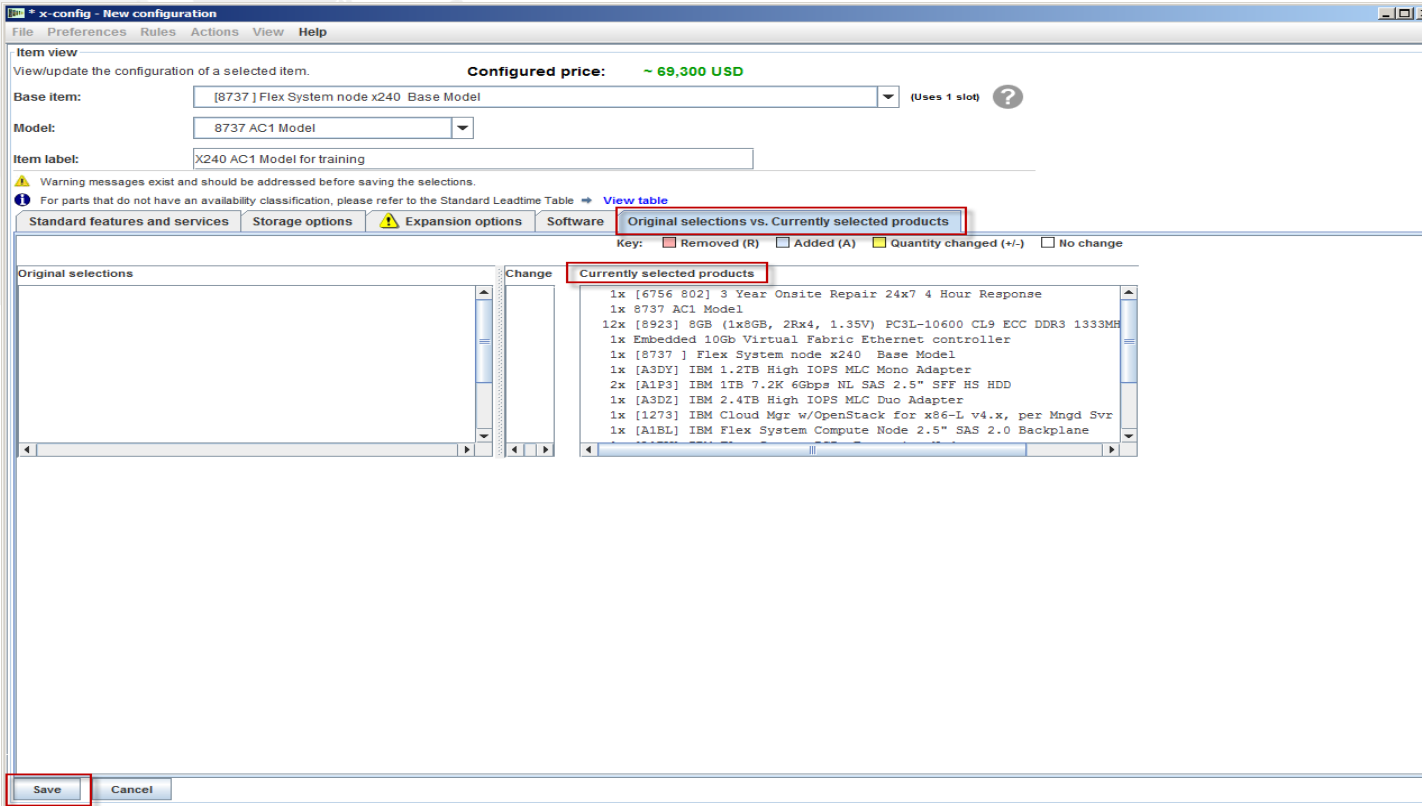 * x-config - New configuration
File Preferences Rules Actions View Help
Item view
View/update the configuration of a selected item. Configured price: ~ 69,300 USD
Base item: [8737 ] Flex System node x240 Base Model (Uses 1 slot) ?
Model: 8737 AC1 Model
Item label: X240 AC1 Model for training
Warning messages exist and should be addressed before saving the selections.
For parts that do not have an availability classification, please refer to the Standard Leadtime Table ➡ View table
Standard features and services Storage options Expansion options Software Original selections vs. Currently selected products
Key: Removed (R) Added (A) Quantity changed (+/-) No change
Original selections Change Currently selected products
1x [6756 802] 3 Year Onsite Repair 24x7 4 Hour Response
1x 8737 AC1 Model
12x [8923] 8GB (1x8GB, 2Rx4, 1.35V) PC3L-10600 CL9 ECC DDR3 1333MH
1x Embedded 10Gb Virtual Fabric Ethernet controller
1x [8737 ] Flex System node x240 Base Model
1x [A3DY] IBM 1.2TB High IOPS MLC Mono Adapter
2x [A1P3] IBM 1TB 7.2K 6Gbps NL SAS 2.5" SFF HS HDD
1x [A3DZ] IBM 2.4TB High IOPS MLC Duo Adapter
1x [1273] IBM Cloud Mgr w/OpenStack for x86-L v4.x, per Mngd Svr
1x [A1BL] IBM Flex System Compute Node 2.5" SAS 2.0 Backplane
Save Cancel